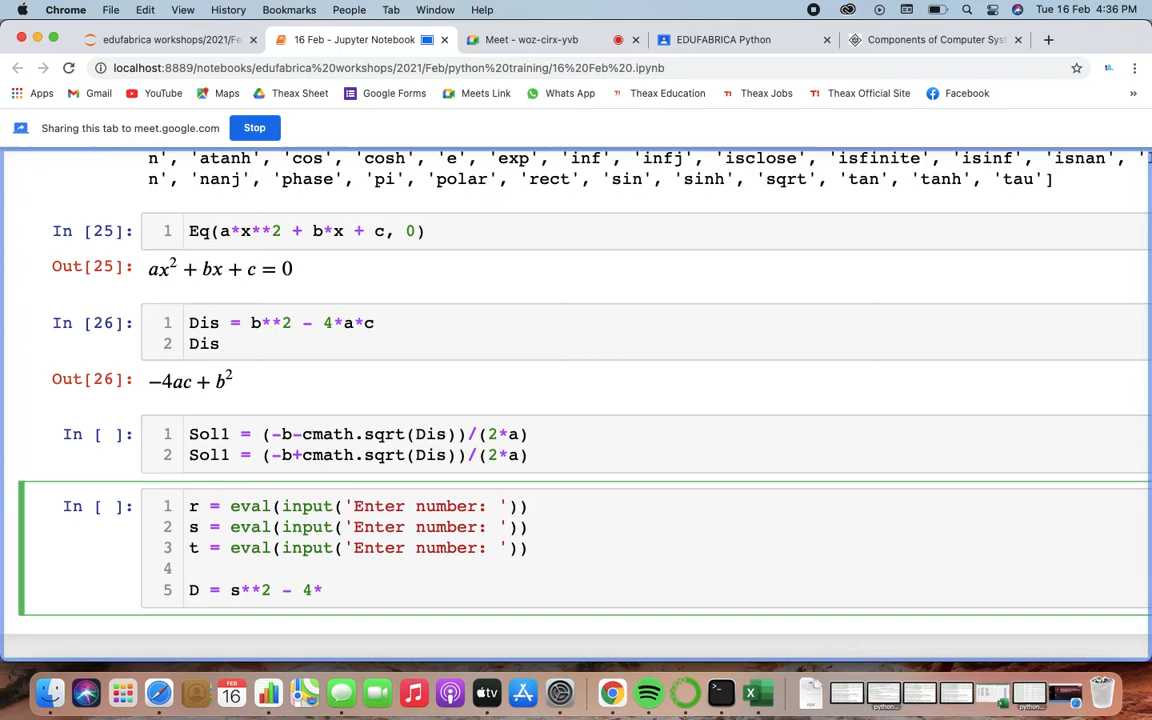 Chrome File Edit View History Bookmarks People Tab Window Help Tue 16 Feb 4:36 PM
edufabrica workshops/2021/Fe 16 Feb - Jupyter Notebook Meet - woz-cirx-yvb EDUFABRICA Python Components of Computer Syst
localhost:8889/notebooks/edufabrica%20workshops/2021/Feb/python%20training/16%20Feb%20.ipynb
Apps Gmail YouTube Maps Theax Sheet Google Forms Meets Link Whats App Theax Education Theax Jobs Theax Official Site Facebook »
Sharing this tab to meet.google.com Stop
n', 'atanh', 'cos', 'cosh', 'e', 'exp', 'inf', 'infj', 'isclose', 'isfinite', 'isinf', 'isnan', '
n', 'nanj', 'phase', 'pi', 'polar', 'rect', 'sin', 'sinh', 'sqrt', 'tan', 'tanh', 'tau']
In [25]: 1 Eq(a*x**2 + b*x + c, 0)
Out[25]: ax² + bx + c = 0
In [26]: 1 Dis = b**2 - 4*a*c
2 Dis
Out[26]: −4ac + b²
In [ ]: 1 Sol1 = (-b-cmath.sqrt(Dis))/(2*a)
2 Sol1 = (-b+cmath.sqrt(Dis))/(2*a)
In [ ]: 1 r = eval(input('Enter number: '))
2 s = eval(input('Enter number: '))
3 t = eval(input('Enter number: '))
4
5 D = s**2 - 4*
FEB
16
tv
python...
python...
PDF